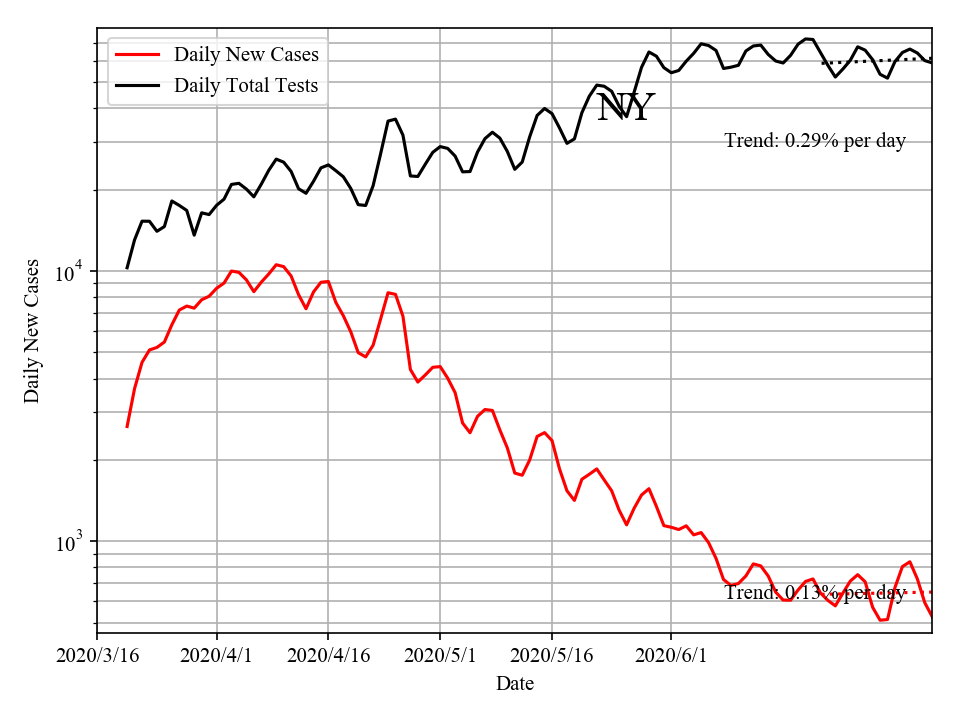 Daily New Cases
Daily Total Tests
NY
Trend: 0.29% per day
Daily New Cases
10^4
10^3
Trend: 0.13% per day
2020/3/16
2020/4/1
2020/4/16
2020/5/1
2020/5/16
2020/6/1
Date